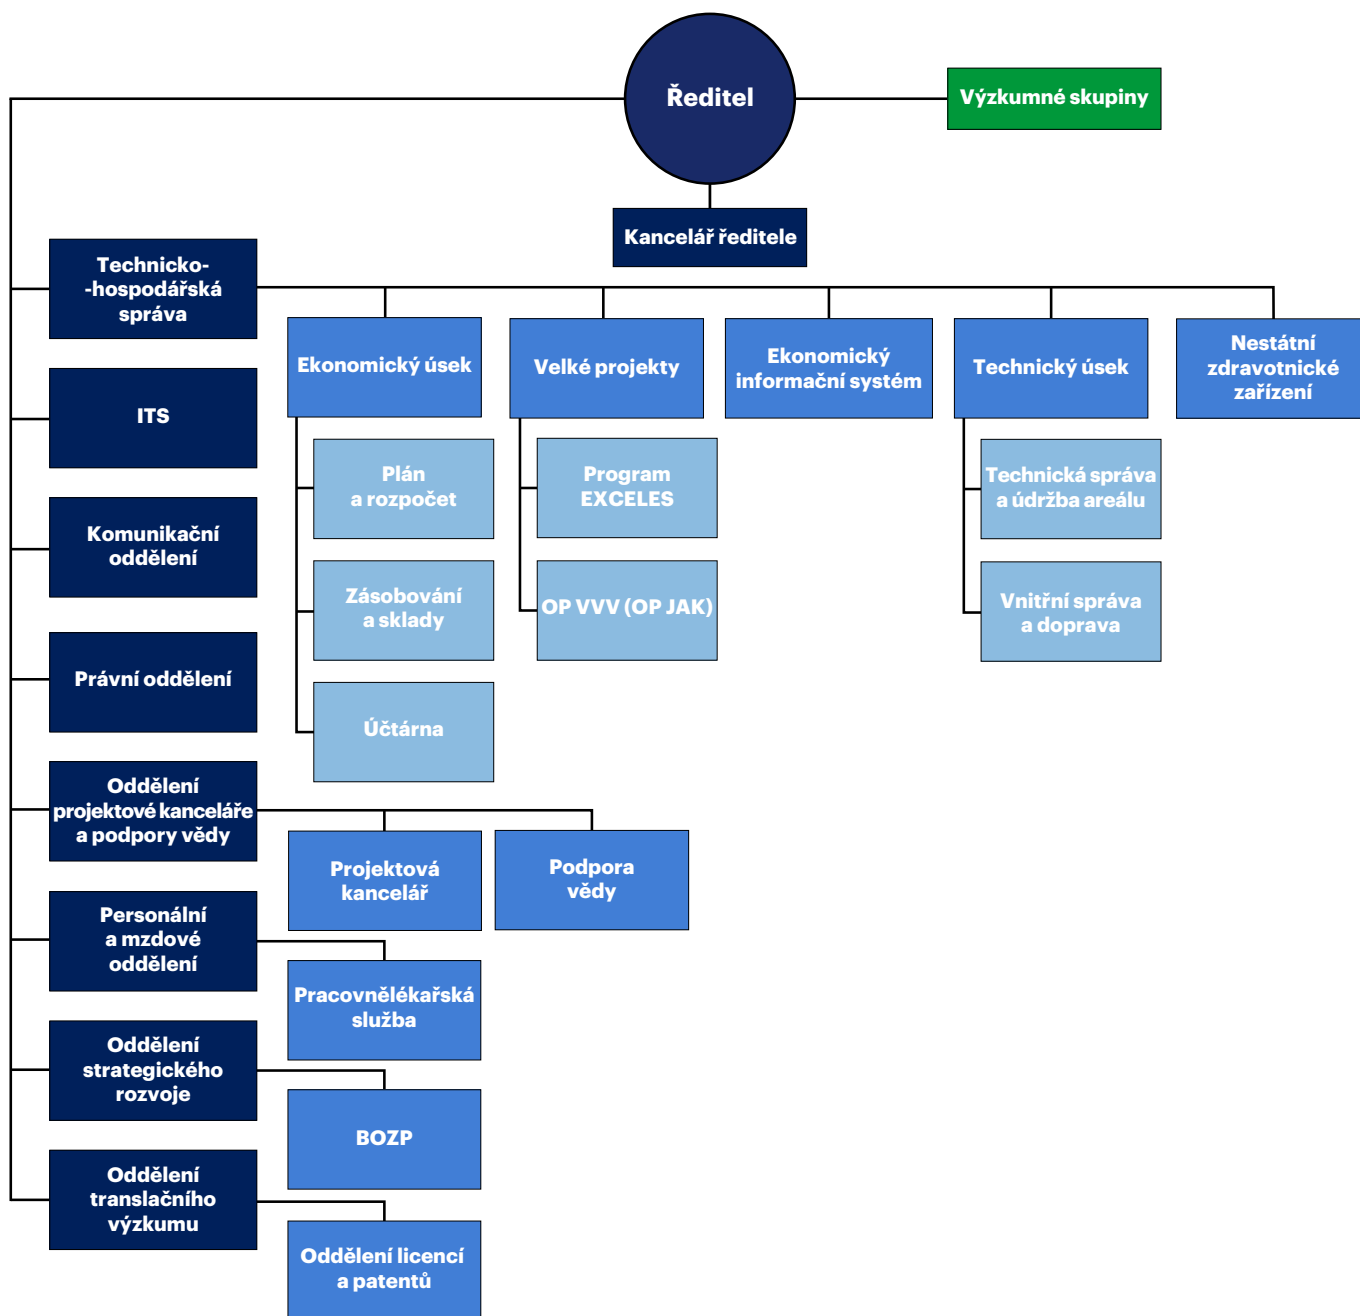 Ředitel
Výzkumné skupiny
Kancelář ředitele
Technicko-
-hospodářská
správa
Ekonomický úsek
Velké projekty
Ekonomický
informační systém
Technický úsek
Nestátní
zdravotnické
zařízení
ITS
Plán
a rozpočet
Program
EXCELES
Technická správa
a údržba areálu
Komunikační
oddělení
Zásobování
a sklady
OP VVV (OP JAK)
Vnitřní správa
a doprava
Právní oddělení
Účtárna
Oddělení
projektové kanceláře
a podpory vědy
Projektová
kancelář
Podpora
vědy
Personální
a mzdové
oddělení
Pracovnělékařská
služba
Oddělení
strategického
rozvoje
BOZP
Oddělení
translačního
výzkumu
Oddělení licencí
a patentů